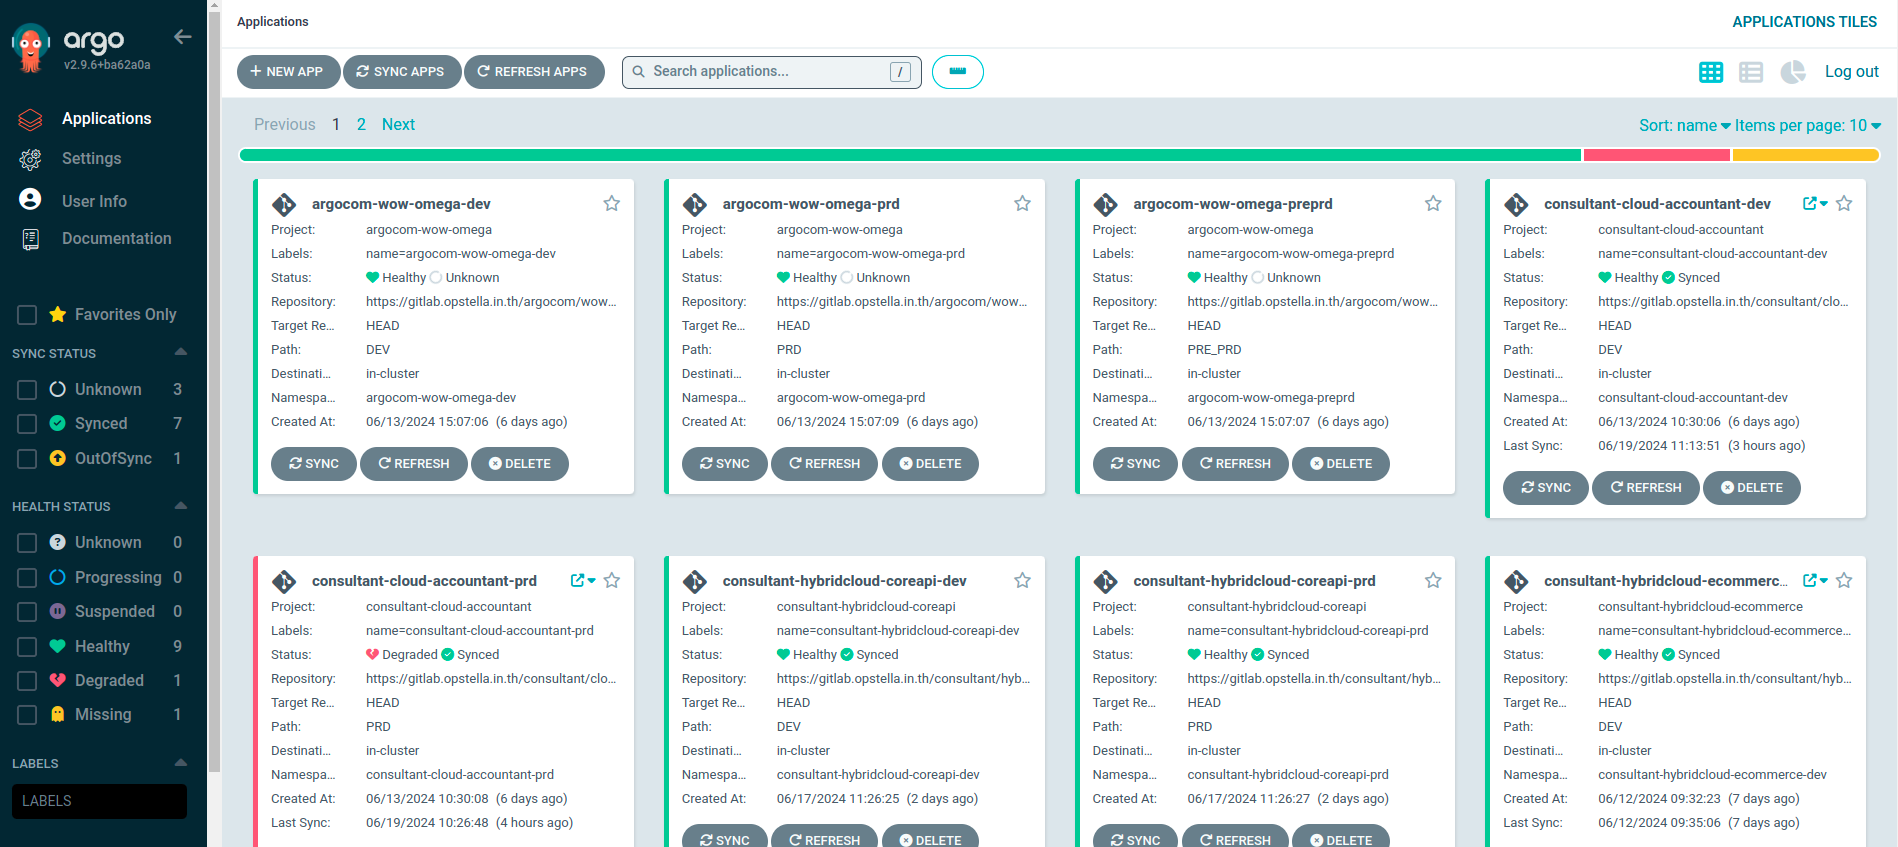 argo
v2.9.6+ba62a0a
Applications
Settings
User Info
Documentation
Favorites Only
SYNC STATUS
Unknown 3
Synced 7
OutOfSync 1
HEALTH STATUS
Unknown 0
Progressing 0
Suspended 0
Healthy 9
Degraded 1
Missing 1
LABELS
LABELS
Applications
APPLICATIONS TILES
+ NEW APP SYNC APPS REFRESH APPS Search applications... / Log out
Previous 1 2 Next Sort: name Items per page: 10
argocom-wow-omega-dev
Project: argocom-wow-omega
Labels: name=argocom-wow-omega-dev
Status: Healthy Unknown
Repository: https://gitlab.opstella.in.th/argocom/wow...
Target Re... HEAD
Path: DEV
Destinati... in-cluster
Namespa... argocom-wow-omega-dev
Created At: 06/13/2024 15:07:06 (6 days ago)
SYNC REFRESH DELETE
argocom-wow-omega-prd
Project: argocom-wow-omega
Labels: name=argocom-wow-omega-prd
Status: Healthy Unknown
Repository: https://gitlab.opstella.in.th/argocom/wow...
Target Re... HEAD
Path: PRD
Destinati... in-cluster
Namespa... argocom-wow-omega-prd
Created At: 06/13/2024 15:07:09 (6 days ago)
SYNC REFRESH DELETE
argocom-wow-omega-preprd
Project: argocom-wow-omega
Labels: name=argocom-wow-omega-preprd
Status: Healthy Unknown
Repository: https://gitlab.opstella.in.th/argocom/wow...
Target Re... HEAD
Path: PRE_PRD
Destinati... in-cluster
Namespa... argocom-wow-omega-preprd
Created At: 06/13/2024 15:07:07 (6 days ago)
SYNC REFRESH DELETE
consultant-cloud-accountant-dev
Project: consultant-cloud-accountant
Labels: name=consultant-cloud-accountant-dev
Status: Healthy Synced
Repository: https://gitlab.opstella.in.th/consultant/clo...
Target Re... HEAD
Path: DEV
Destinati... in-cluster
Namespa... consultant-cloud-accountant-dev
Created At: 06/13/2024 10:30:06 (6 days ago)
Last Sync: 06/19/2024 11:13:51 (3 hours ago)
SYNC REFRESH DELETE
consultant-cloud-accountant-prd
Project: consultant-cloud-accountant
Labels: name=consultant-cloud-accountant-prd
Status: Degraded Synced
Repository: https://gitlab.opstella.in.th/consultant/clo...
Target Re... HEAD
Path: PRD
Destinati... in-cluster
Namespa... consultant-cloud-accountant-prd
Created At: 06/13/2024 10:30:08 (6 days ago)
Last Sync: 06/19/2024 10:26:48 (4 hours ago)
consultant-hybridcloud-coreapi-dev
Project: consultant-hybridcloud-coreapi
Labels: name=consultant-hybridcloud-coreapi-dev
Status: Healthy Synced
Repository: https://gitlab.opstella.in.th/consultant/hyb...
Target Re... HEAD
Path: DEV
Destinati... in-cluster
Namespa... consultant-hybridcloud-coreapi-dev
Created At: 06/17/2024 11:26:25 (2 days ago)
SYNC REFRESH DELETE
consultant-hybridcloud-coreapi-prd
Project: consultant-hybridcloud-coreapi
Labels: name=consultant-hybridcloud-coreapi-prd
Status: Healthy Synced
Repository: https://gitlab.opstella.in.th/consultant/hyb...
Target Re... HEAD
Path: PRD
Destinati... in-cluster
Namespa... consultant-hybridcloud-coreapi-prd
Created At: 06/17/2024 11:26:27 (2 days ago)
SYNC REFRESH DELETE
consultant-hybridcloud-ecommerc...
Project: consultant-hybridcloud-ecommerce
Labels: name=consultant-hybridcloud-ecommerce...
Status: Healthy Synced
Repository: https://gitlab.opstella.in.th/consultant/hyb...
Target Re... HEAD
Path: DEV
Destinati... in-cluster
Namespa... consultant-hybridcloud-ecommerce-dev
Created At: 06/12/2024 09:32:23 (7 days ago)
Last Sync: 06/12/2024 09:35:06 (7 days ago)